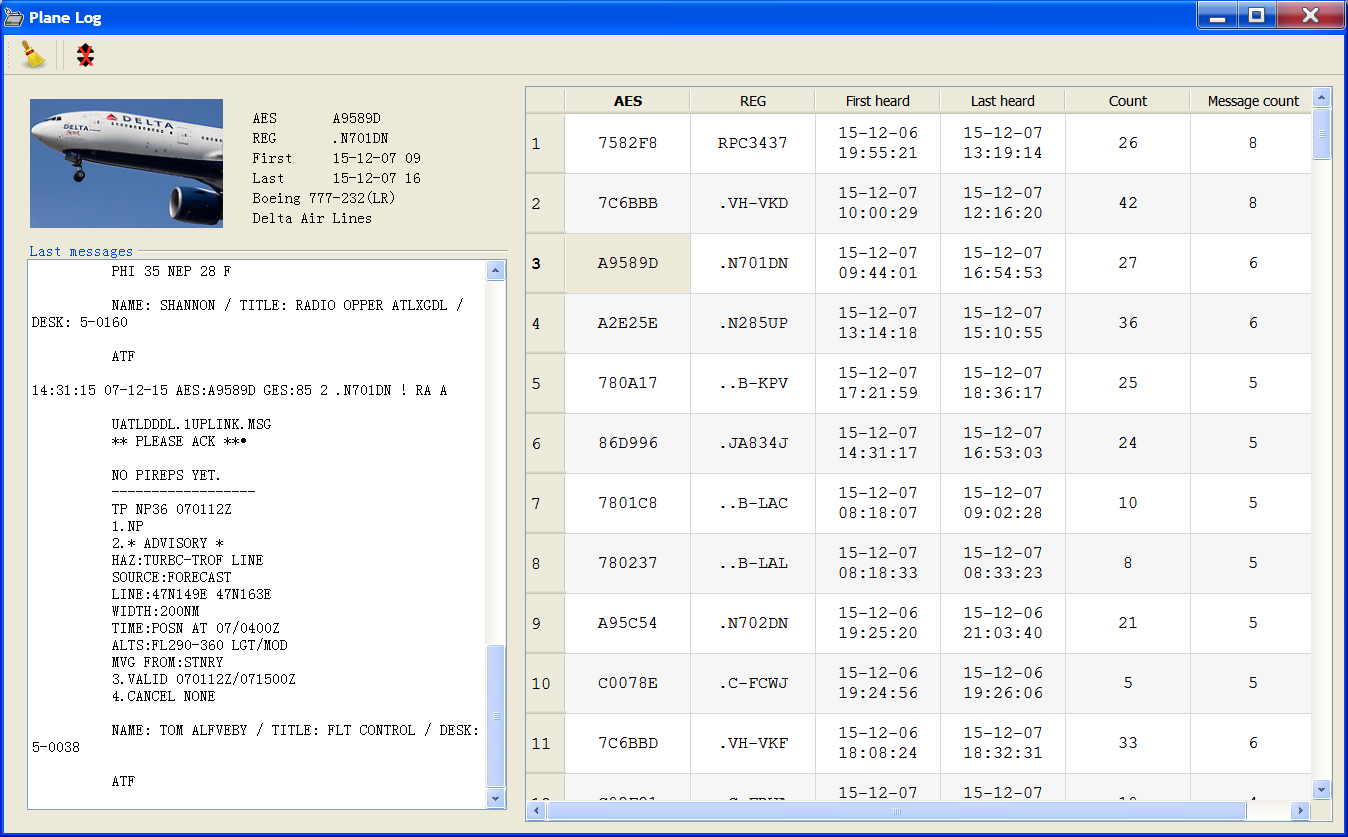 Plane Log
DELTA
DELTA
AES A9589D
REG .N701DN
First 15-12-07 09
Last 15-12-07 16
Boeing 777-232(LR)
Delta Air Lines
Last messages
PHI 35 NEP 28 F
NAME: SHANNON / TITLE: RADIO OPPER ATLXGDL /
DESK: 5-0160
ATF
14:31:15 07-12-15 AES:A9589D GES:85 2 .N701DN ! RA A
UATLDDDL.1UPLINK.MSG
** PLEASE ACK **•
NO PIREPS YET.
------------------
TP NP36 070112Z
1.NP
2.* ADVISORY *
HAZ:TURBC-TROF LINE
SOURCE:FORECAST
LINE:47N149E 47N163E
WIDTH:200NM
TIME:POSN AT 07/0400Z
ALTS:FL290-360 LGT/MOD
MVG FROM:STNRY
3.VALID 070112Z/071500Z
4.CANCEL NONE
NAME: TOM ALFVEBY / TITLE: FLT CONTROL / DESK:
5-0038
ATF
AES REG First heard Last heard Count Message count
1 7582F8 RPC3437 15-12-06 19:55:21 15-12-07 13:19:14 26 8
2 7C6BBB .VH-VKD 15-12-07 10:00:29 15-12-07 12:16:20 42 8
3 A9589D .N701DN 15-12-07 09:44:01 15-12-07 16:54:53 27 6
4 A2E25E .N285UP 15-12-07 13:14:18 15-12-07 15:10:55 36 6
5 780A17 ..B-KPV 15-12-07 17:21:59 15-12-07 18:36:17 25 5
6 86D996 .JA834J 15-12-07 14:31:17 15-12-07 16:53:03 24 5
7 7801C8 ..B-LAC 15-12-07 08:18:07 15-12-07 09:02:28 10 5
8 780237 ..B-LAL 15-12-07 08:18:33 15-12-07 08:33:23 8 5
9 A95C54 .N702DN 15-12-06 19:25:20 15-12-06 21:03:40 21 5
10 C0078E .C-FCWJ 15-12-06 19:24:56 15-12-06 19:26:06 5 5
11 7C6BBD .VH-VKF 15-12-06 18:08:24 15-12-06 18:32:31 33 6
15-12-07 15-12-07